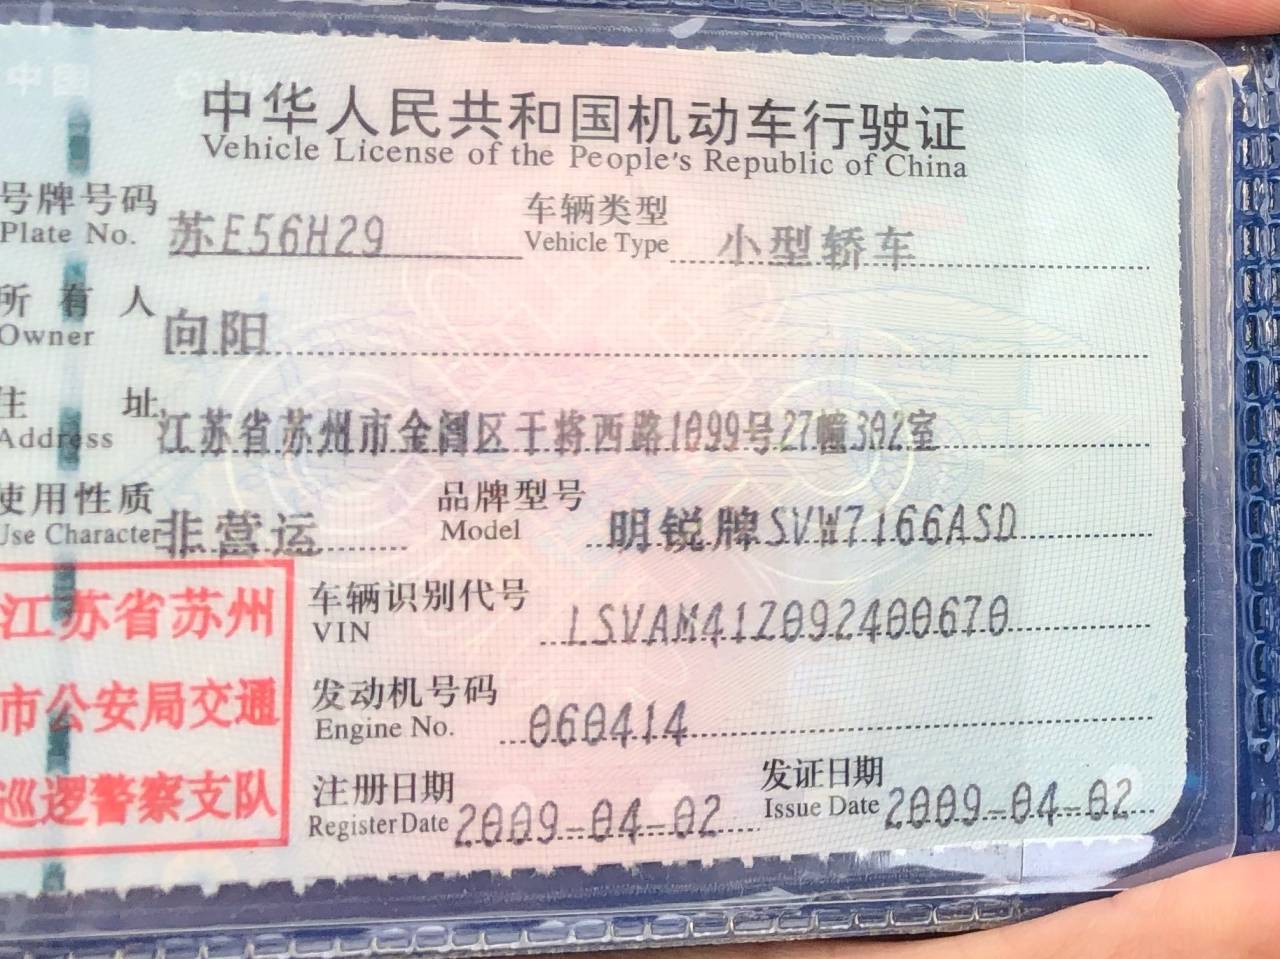 中国
中华人民共和国机动车行驶证
Vehicle License of the People's Republic of China
号牌号码 苏E56H29 车辆类型 小型轿车
Plate No. Vehicle Type
所有人 向阳
Owner
住址 江苏省苏州市金阊区干将西路1099号27幢302室
Address
使用性质 非营运 品牌型号 明锐牌SVW7166ASD
Use Character Model
江苏省苏州
市公安局交通
巡逻警察支队
车辆识别代号 LSVAM41Z092400670
VIN
发动机号码 060414
Engine No.
注册日期 2009-04-02 发证日期 2009-04-02
Register Date Issue Date